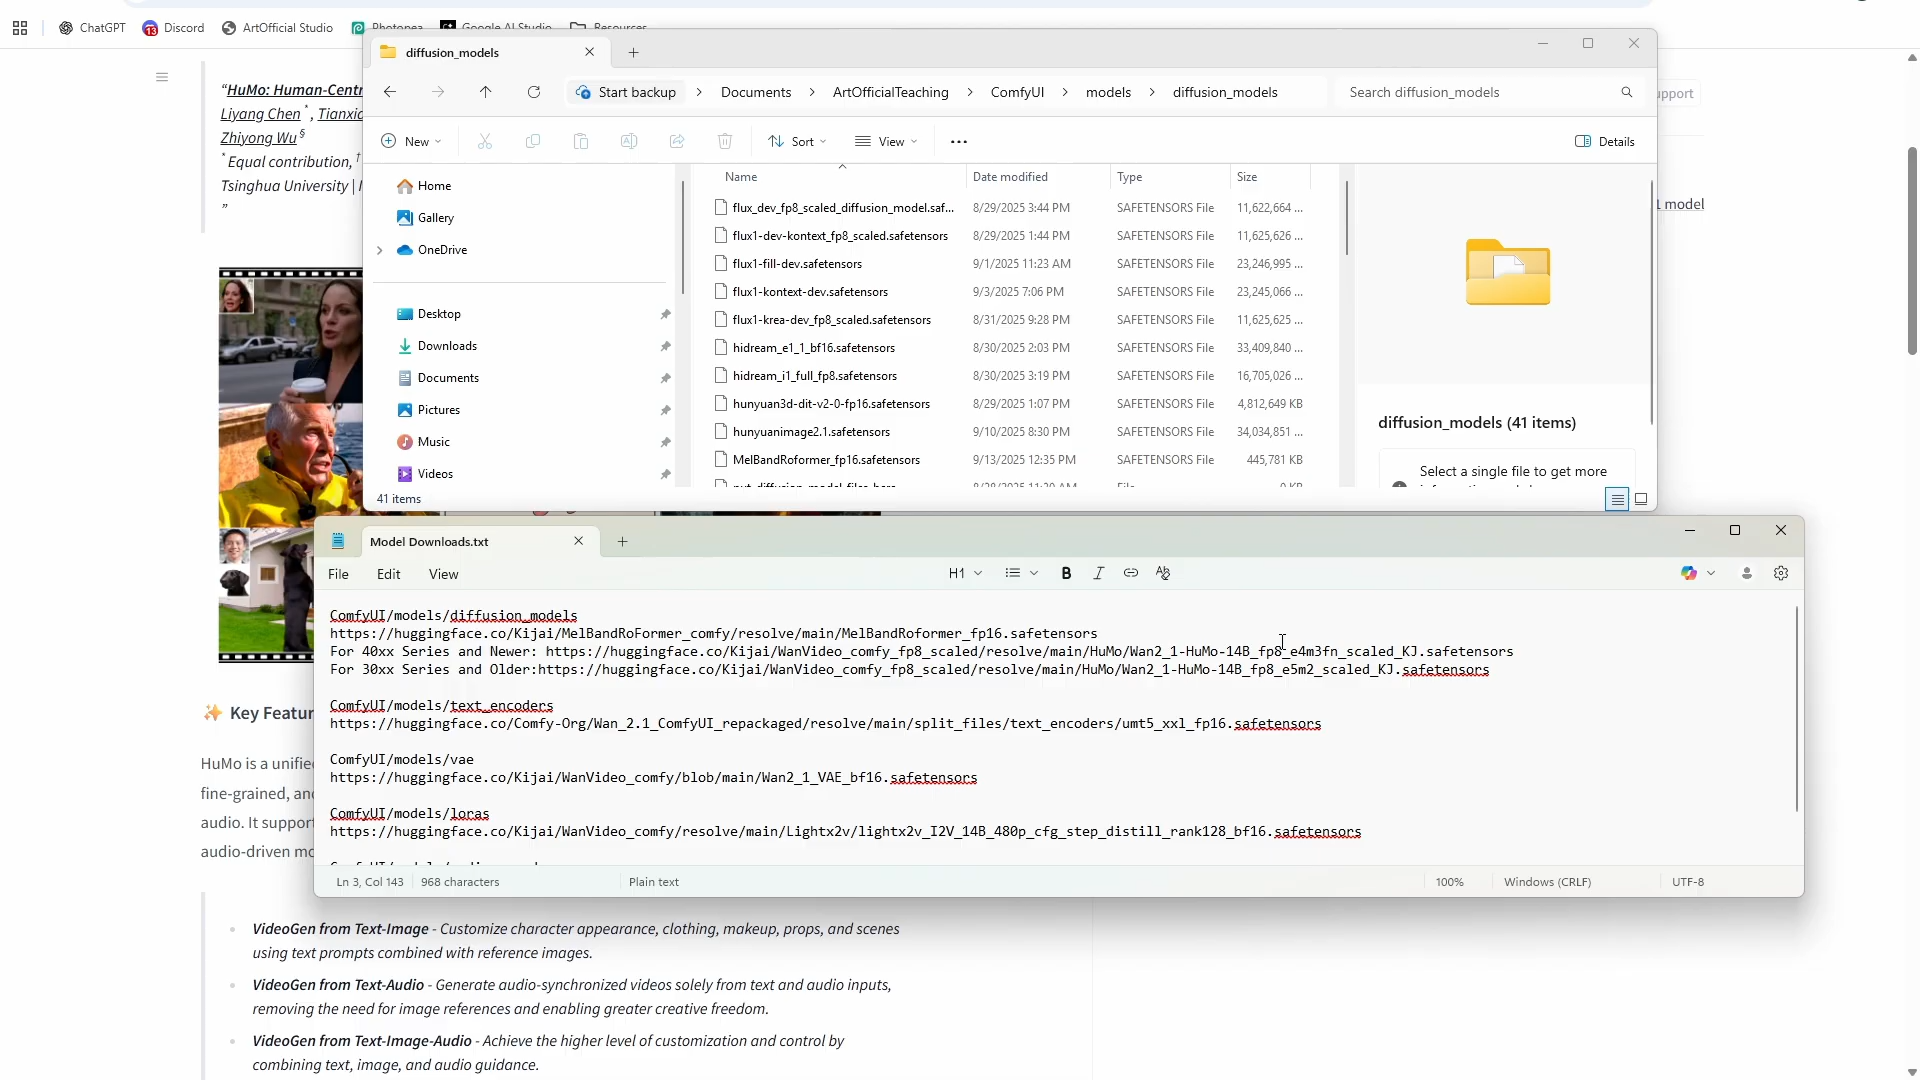 ChatGPT
13
Discord
ArtOfficial Studio
Photopea
Google AI Studio
Resources
"HuMo: Human-Centr
Liyang Chen*, Tianxia
Zhiyong Wu§
*Equal contribution, †
Tsinghua University |
"
upport
1 model
diffusion_models
Start backup > Documents > ArtOfficialTeaching > ComfyUI > models > diffusion_models
Search diffusion_models
New
Sort
View
Details
Home
Gallery
OneDrive
Desktop
Downloads
Documents
Pictures
Music
Videos
Name Date modified Type Size
flux_dev_fp8_scaled_diffusion_model.saf... 8/29/2025 3:44 PM SAFETENSORS File 11,622,664 ...
flux1-dev-kontext_fp8_scaled.safetensors 8/29/2025 1:44 PM SAFETENSORS File 11,625,626 ...
flux1-fill-dev.safetensors 9/1/2025 11:23 AM SAFETENSORS File 23,246,995 ...
flux1-kontext-dev.safetensors 9/3/2025 7:06 PM SAFETENSORS File 23,245,066 ...
flux1-krea-dev_fp8_scaled.safetensors 8/31/2025 9:28 PM SAFETENSORS File 11,625,625 ...
hidream_e1_1_bf16.safetensors 8/30/2025 2:03 PM SAFETENSORS File 33,409,840 ...
hidream_i1_full_fp8.safetensors 8/30/2025 3:19 PM SAFETENSORS File 16,705,026 ...
hunyuan3d-dit-v2-0-fp16.safetensors 8/29/2025 1:07 PM SAFETENSORS File 4,812,649 KB
hunyuanimage2.1.safetensors 9/10/2025 8:30 PM SAFETENSORS File 34,034,851 ...
MelBandRoformer_fp16.safetensors 9/13/2025 12:35 PM SAFETENSORS File 445,781 KB
diffusion_models (41 items)
Select a single file to get more
41 items
Model Downloads.txt
File Edit View
H1
ComfyUI/models/diffusion_models
https://huggingface.co/Kijai/MelBandRoFormer_comfy/resolve/main/MelBandRoformer_fp16.safetensors
For 40xx Series and Newer: https://huggingface.co/Kijai/WanVideo_comfy_fp8_scaled/resolve/main/HuMo/Wan2_1-HuMo-14B_fp8_e4m3fn_scaled_KJ.safetensors
For 30xx Series and Older:https://huggingface.co/Kijai/WanVideo_comfy_fp8_scaled/resolve/main/HuMo/Wan2_1-HuMo-14B_fp8_e5m2_scaled_KJ.safetensors
ComfyUI/models/text_encoders
https://huggingface.co/Comfy-Org/Wan_2.1_ComfyUI_repackaged/resolve/main/split_files/text_encoders/umt5_xxl_fp16.safetensors
ComfyUI/models/vae
https://huggingface.co/Kijai/WanVideo_comfy/blob/main/Wan2_1_VAE_bf16.safetensors
ComfyUI/models/loras
https://huggingface.co/Kijai/WanVideo_comfy/resolve/main/Lightx2v/lightx2v_I2V_14B_480p_cfg_step_distill_rank128_bf16.safetensors
Ln 3, Col 143
968 characters
Plain text
100%
Windows (CRLF)
UTF-8
✨ Key Featur
HuMo is a unifie
fine-grained, an
audio. It support
audio-driven mo
VideoGen from Text-Image - Customize character appearance, clothing, makeup, props, and scenes
using text prompts combined with reference images.
VideoGen from Text-Audio - Generate audio-synchronized videos solely from text and audio inputs,
removing the need for image references and enabling greater creative freedom.
VideoGen from Text-Image-Audio - Achieve the higher level of customization and control by
combining text, image, and audio guidance.